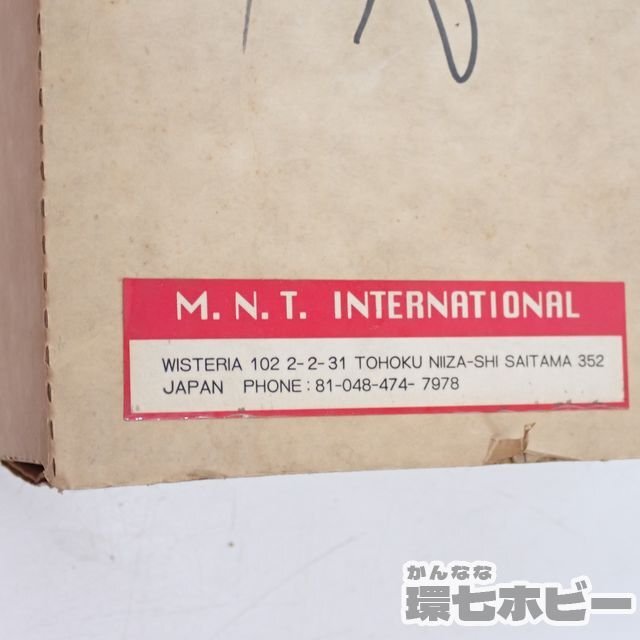 M. N. T. INTERNATIONAL
WISTERIA 102 2-2-31 TOHOKU NIIZA-SHI SAITAMA 352
JAPAN PHONE : 81-048-474- 7978
かんなな
環七ホビー